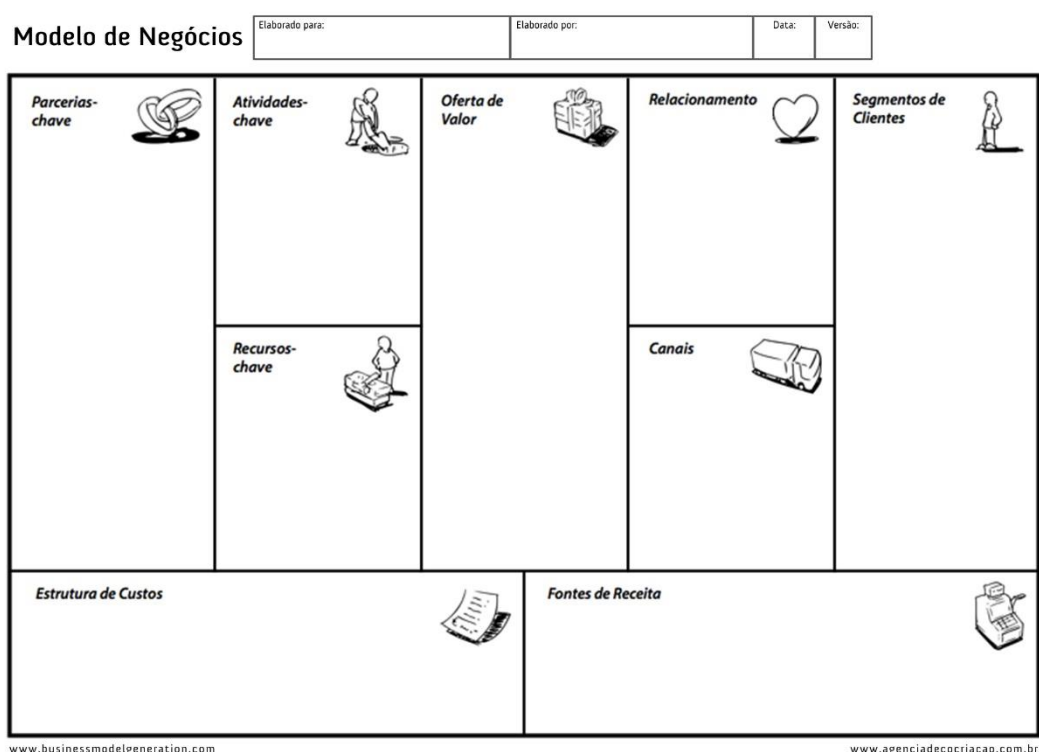 Modelo de Negócios
Elaborado para:
Elaborado por:
Data:
Versão:
Parcerias-
chave
Atividades-
chave
Oferta de
Valor
Relacionamento
Segmentos de
Clientes
Recursos-
chave
Canais
Estrutura de Custos
Fontes de Receita
www.businessmodelgeneration.com
www.agenciadecocriacao.com.br